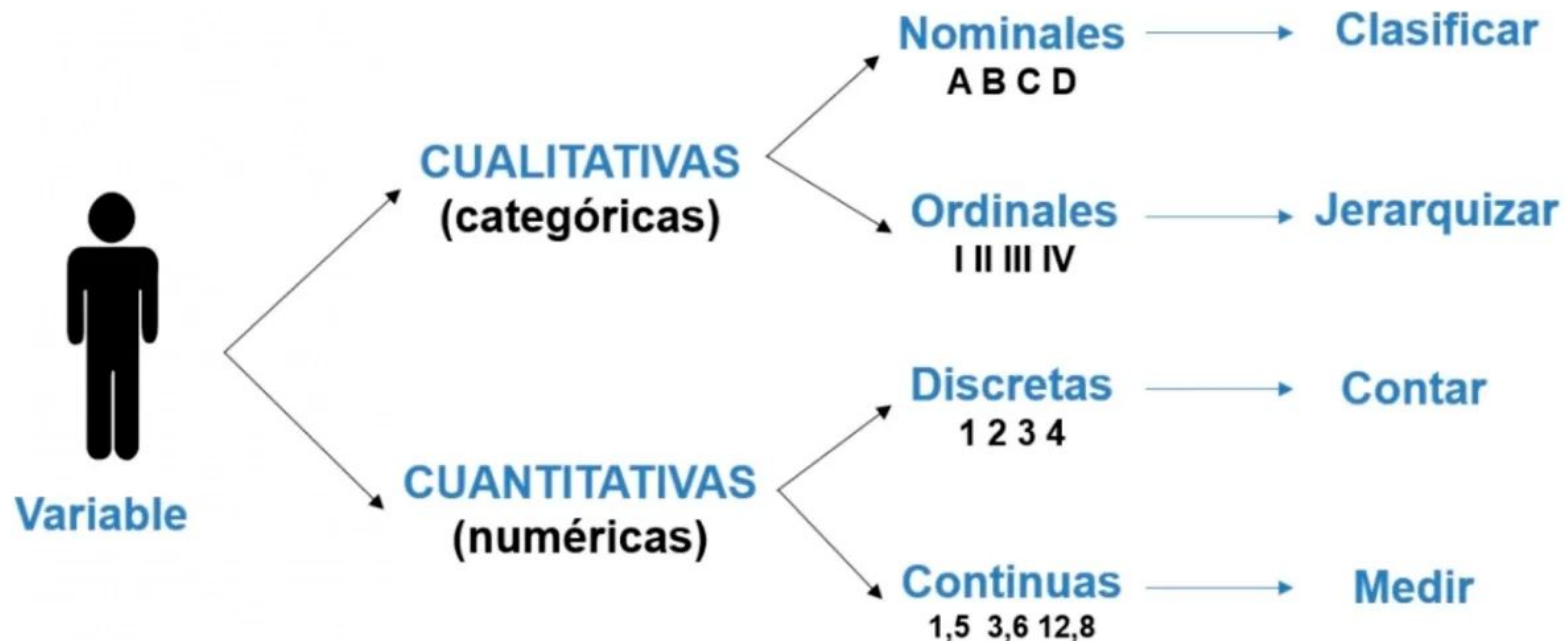 Variable
CUALITATIVAS
(categóricas)
Nominales
A B C D
Clasificar
Ordinales
I II III IV
Jerarquizar
CUANTITATIVAS
(numéricas)
Discretas
1 2 3 4
Contar
Continuas
1,5 3,6 12,8
Medir